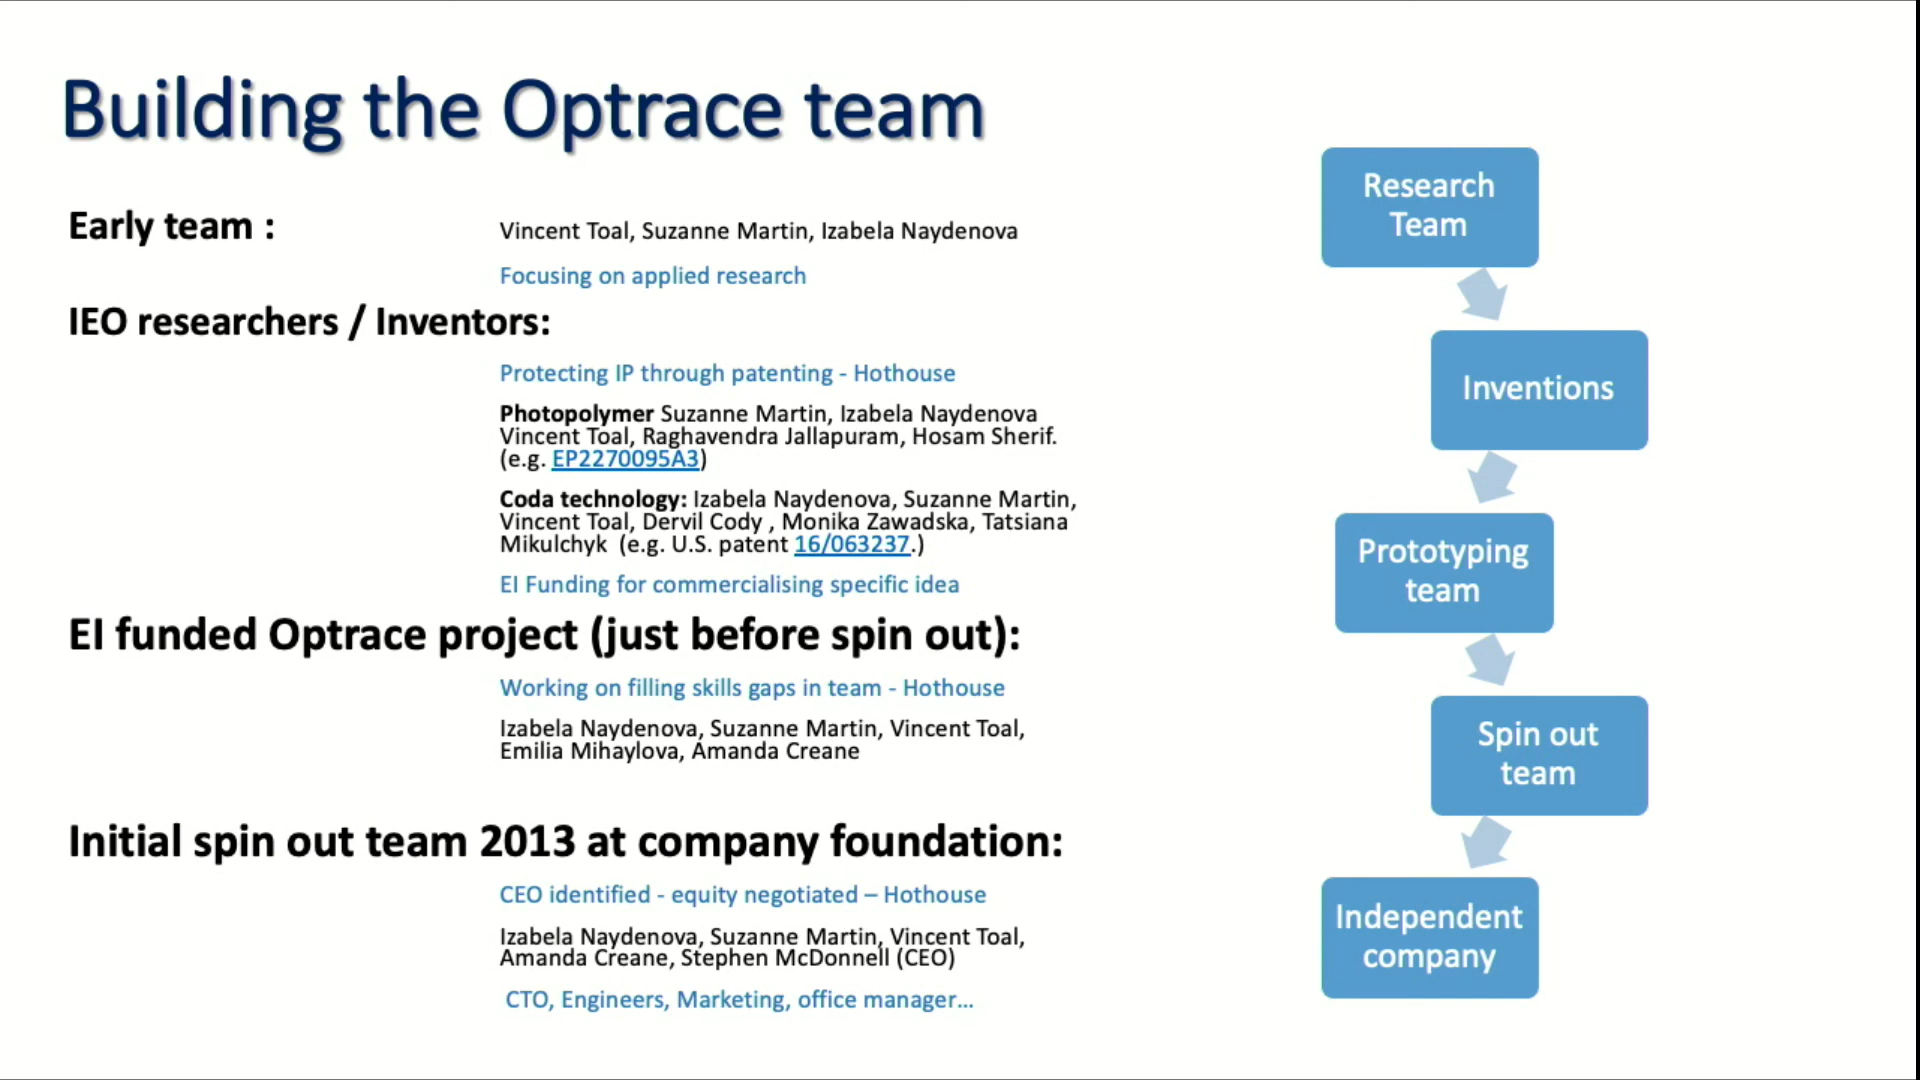 Building the Optrace team
Early team :
Vincent Toal, Suzanne Martin, Izabela Naydenova
Focusing on applied research
IEO researchers / Inventors:
Protecting IP through patenting - Hothouse
Photopolymer Suzanne Martin, Izabela Naydenova
Vincent Toal, Raghavendra Jallapuram, Hosam Sherif.
(e.g. EP2270095A3)
Coda technology: Izabela Naydenova, Suzanne Martin,
Vincent Toal, Dervil Cody , Monika Zawadska, Tatsiana
Mikulchyk (e.g. U.S. patent 16/063237.)
EI Funding for commercialising specific idea
EI funded Optrace project (just before spin out):
Working on filling skills gaps in team - Hothouse
Izabela Naydenova, Suzanne Martin, Vincent Toal,
Emilia Mihaylova, Amanda Creane
Initial spin out team 2013 at company foundation:
CEO identified - equity negotiated – Hothouse
Izabela Naydenova, Suzanne Martin, Vincent Toal,
Amanda Creane, Stephen McDonnell (CEO)
CTO, Engineers, Marketing, office manager...
Research
Team
Inventions
Prototyping
team
Spin out
team
Independent
company